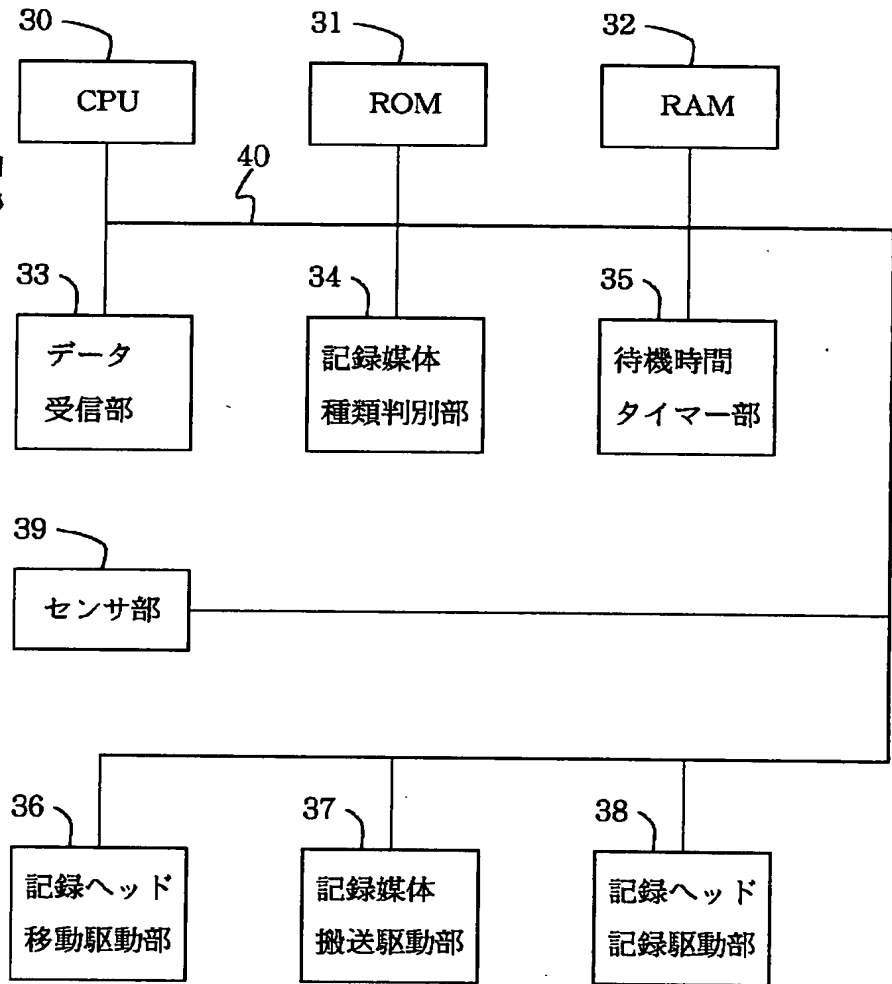 30
31
32
CPU
ROM
RAM
40
33
34
35
データ
受信部
記録媒体
種類判別部
待機時間
タイマー部
39
センサ部
36
37
38
記録ヘッド
移動駆動部
記録媒体
搬送駆動部
記録ヘッド
記録駆動部